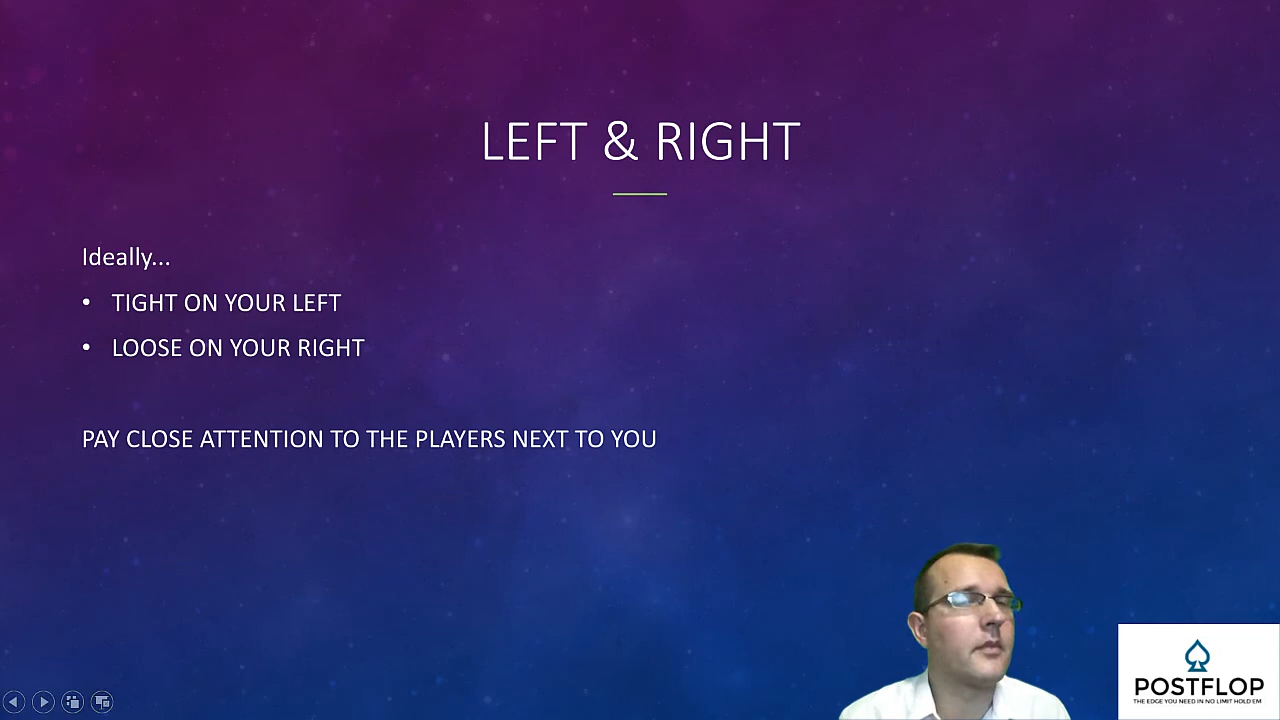 LEFT & RIGHT
Ideally...
• TIGHT ON YOUR LEFT
• LOOSE ON YOUR RIGHT
PAY CLOSE ATTENTION TO THE PLAYERS NEXT TO YOU
POSTFLOP
THE EDGE YOU NEED IN NO LIMIT HOLD EM